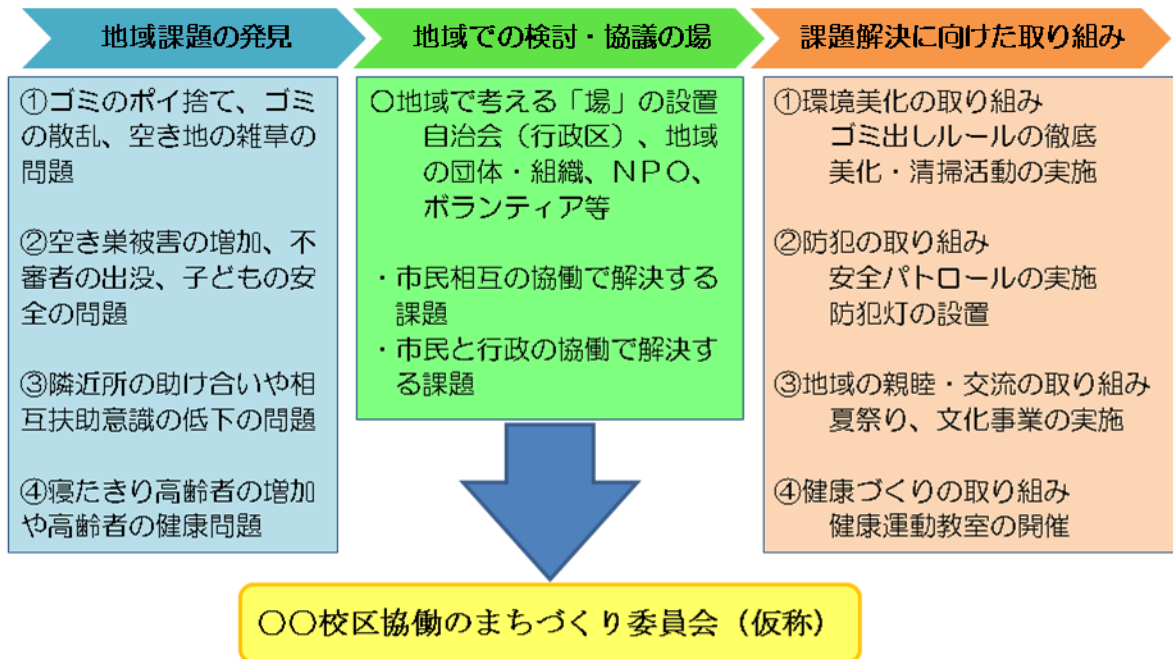 地域課題の発見
①ゴミのポイ捨て、ゴミ
の散乱、空き地の雑草の
問題
②空き巣被害の増加、不
審者の出没、子どもの安
全の問題
③隣近所の助け合いや相
互扶助意識の低下の問題
④寝たきり高齢者の増加
や高齢者の健康問題
地域での検討・協議の場
〇地域で考える「場」の設置
自治会（行政区）、地域
の団体・組織、ＮＰＯ、
ボランティア等
・市民相互の協働で解決する
課題
・市民と行政の協働で解決す
る課題
課題解決に向けた取り組み
①環境美化の取り組み
ゴミ出しルールの徹底
美化・清掃活動の実施
②防犯の取り組み
安全パトロールの実施
防犯灯の設置
③地域の親睦・交流の取り組み
夏祭り、文化事業の実施
④健康づくりの取り組み
健康運動教室の開催
〇〇校区協働のまちづくり委員会（仮称）